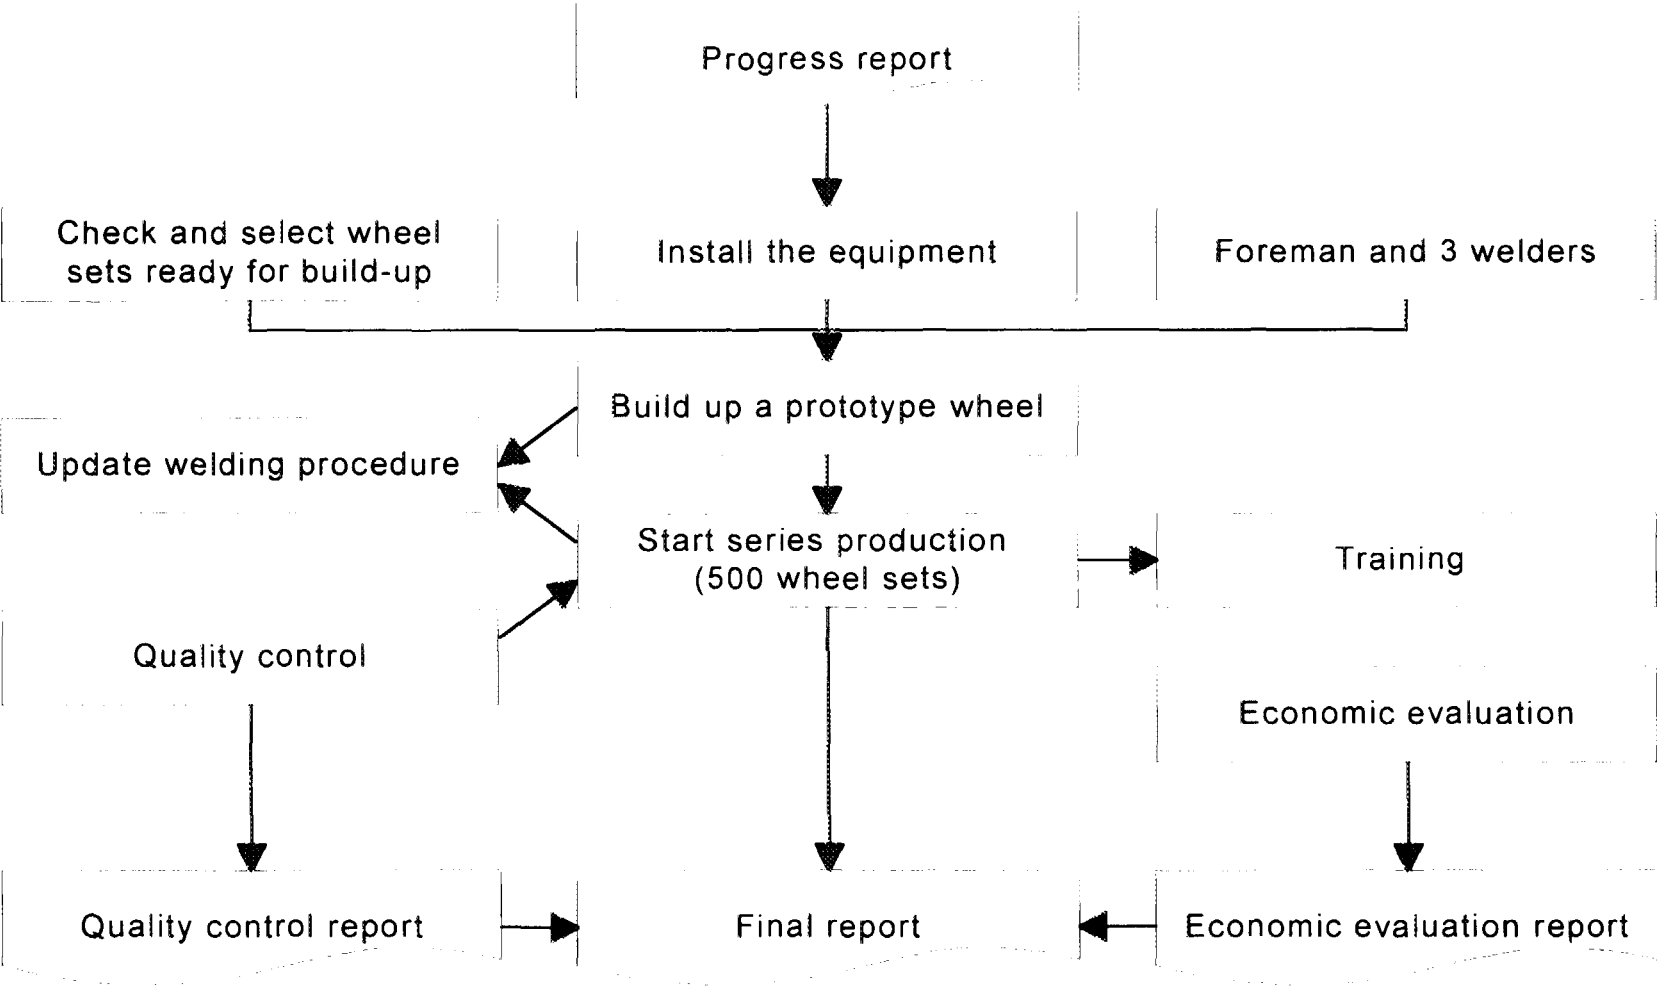 Progress report
Check and select wheel
sets ready for build-up
Install the equipment
Foreman and 3 welders
Build up a prototype wheel
Update welding procedure
Start series production
(500 wheel sets)
Training
Quality control
Economic evaluation
Quality control report
Final report
Economic evaluation report